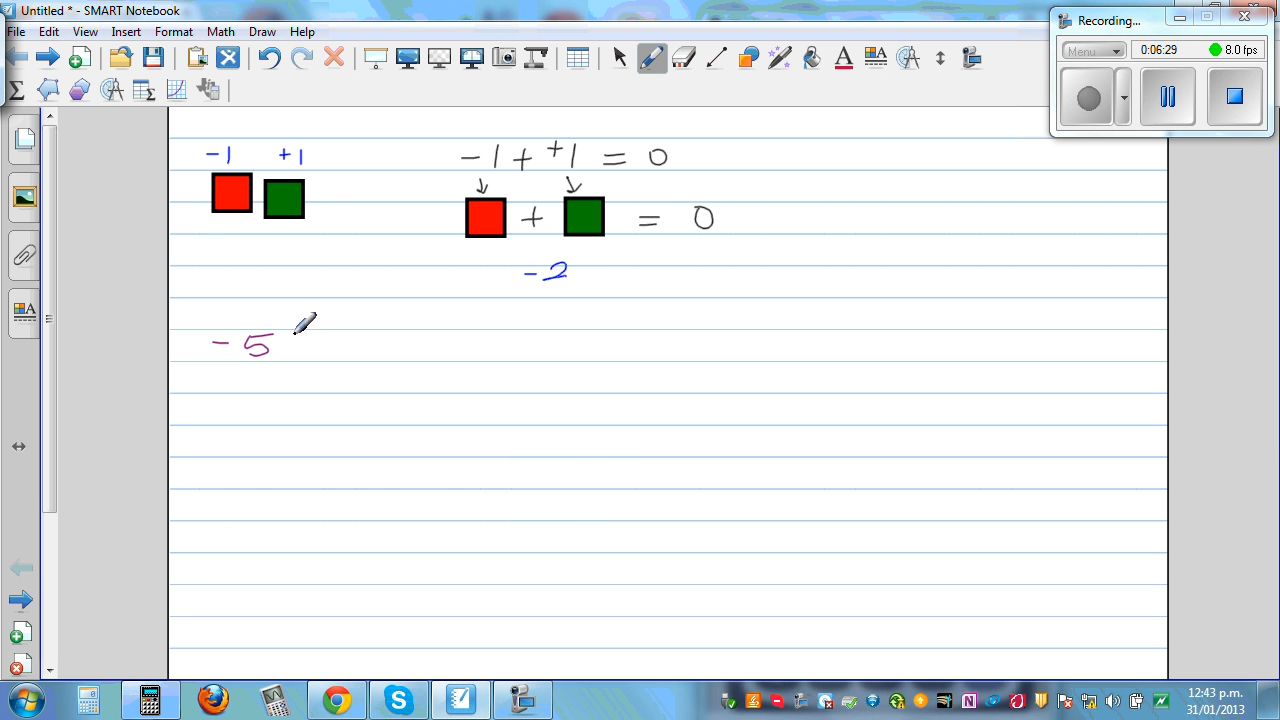 Untitled * - SMART Notebook
File Edit View Insert Format Math Draw Help
Recording...
Menu :06:29 8.0 fps
-1 +1 -1 + +1 = 0
+ = 0
-2
-5
12:43 p.m.
31/01/2013